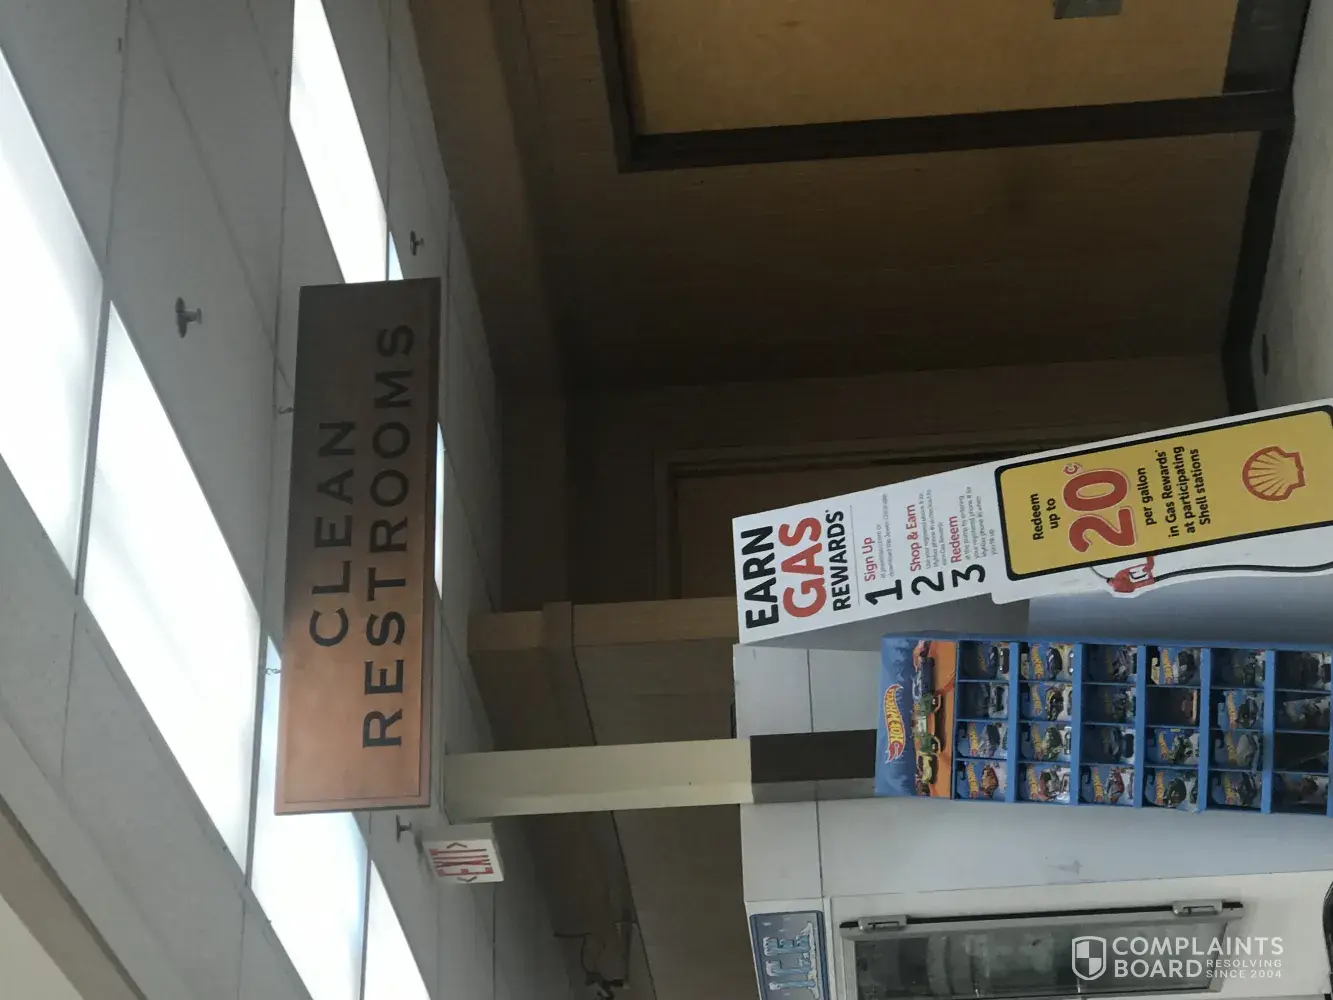 CLEAN
RESTROOMS
EXIT
EARN
GAS
REWARDS
1 Sign Up
2 Shop & Earn
3 Redeem
Redeem
up to
20¢
per gallon
in Gas Rewards
at participating
Shell stations
HOT WHEELS
ICE
COMPLAINTS
BOARD RESOLVING
SINCE 2004